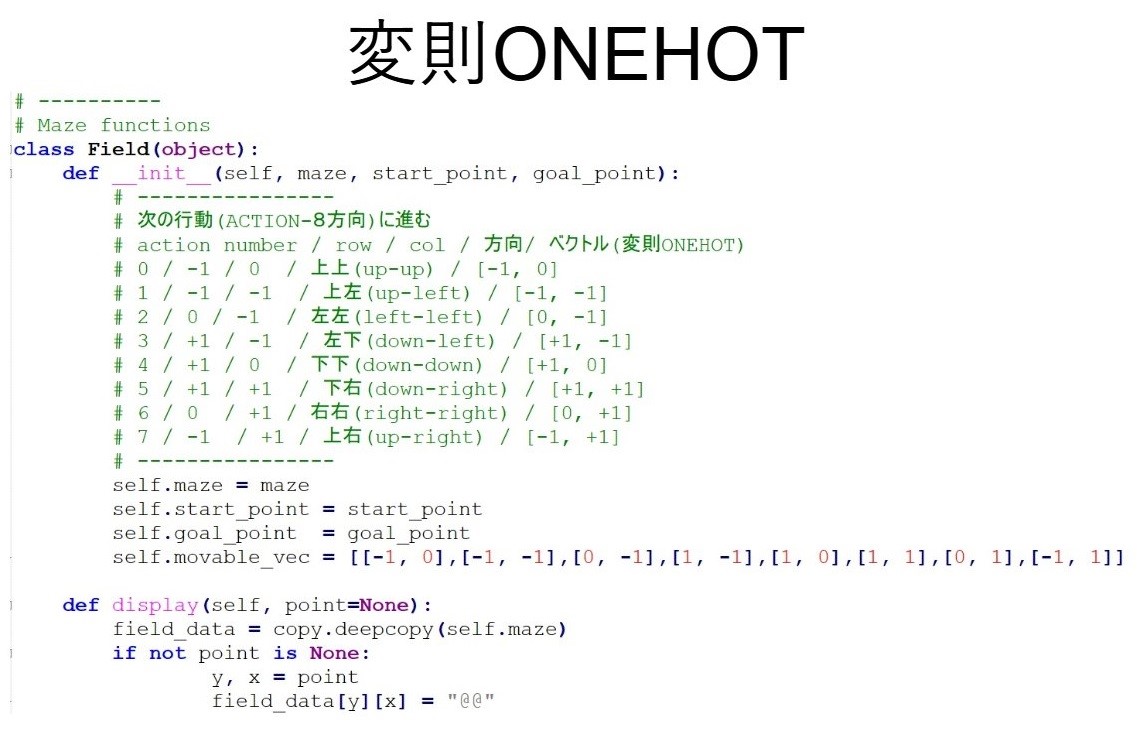 変則ONEHOT
# ----------
# Maze functions
class Field(object):
    def __init__(self, maze, start_point, goal_point):
        # ----------------
        # 次の行動(ACTION-8方向)に進む
        # action number / row / col / 方向/ ベクトル(変則ONEHOT)
        # 0 / -1 / 0  / 上上(up-up) / [-1, 0]
        # 1 / -1 / -1  / 上左(up-left) / [-1, -1]
        # 2 / 0 / -1  / 左左(left-left) / [0, -1]
        # 3 / +1 / -1  / 左下(down-left) / [+1, -1]
        # 4 / +1 / 0  / 下下(down-down) / [+1, 0]
        # 5 / +1 / +1  / 下右(down-right) / [+1, +1]
        # 6 / 0  / +1 / 右右(right-right) / [0, +1]
        # 7 / -1  / +1 / 上右(up-right) / [-1, +1]
        # ----------------
        self.maze = maze
        self.start_point = start_point
        self.goal_point  = goal_point
        self.movable_vec = [[-1, 0],[-1, -1],[0, -1],[1, -1],[1, 0],[1, 1],[0, 1],[-1, 1]]
    def display(self, point=None):
        field_data = copy.deepcopy(self.maze)
        if not point is None:
                y, x = point
                field_data[y][x] = "@@"